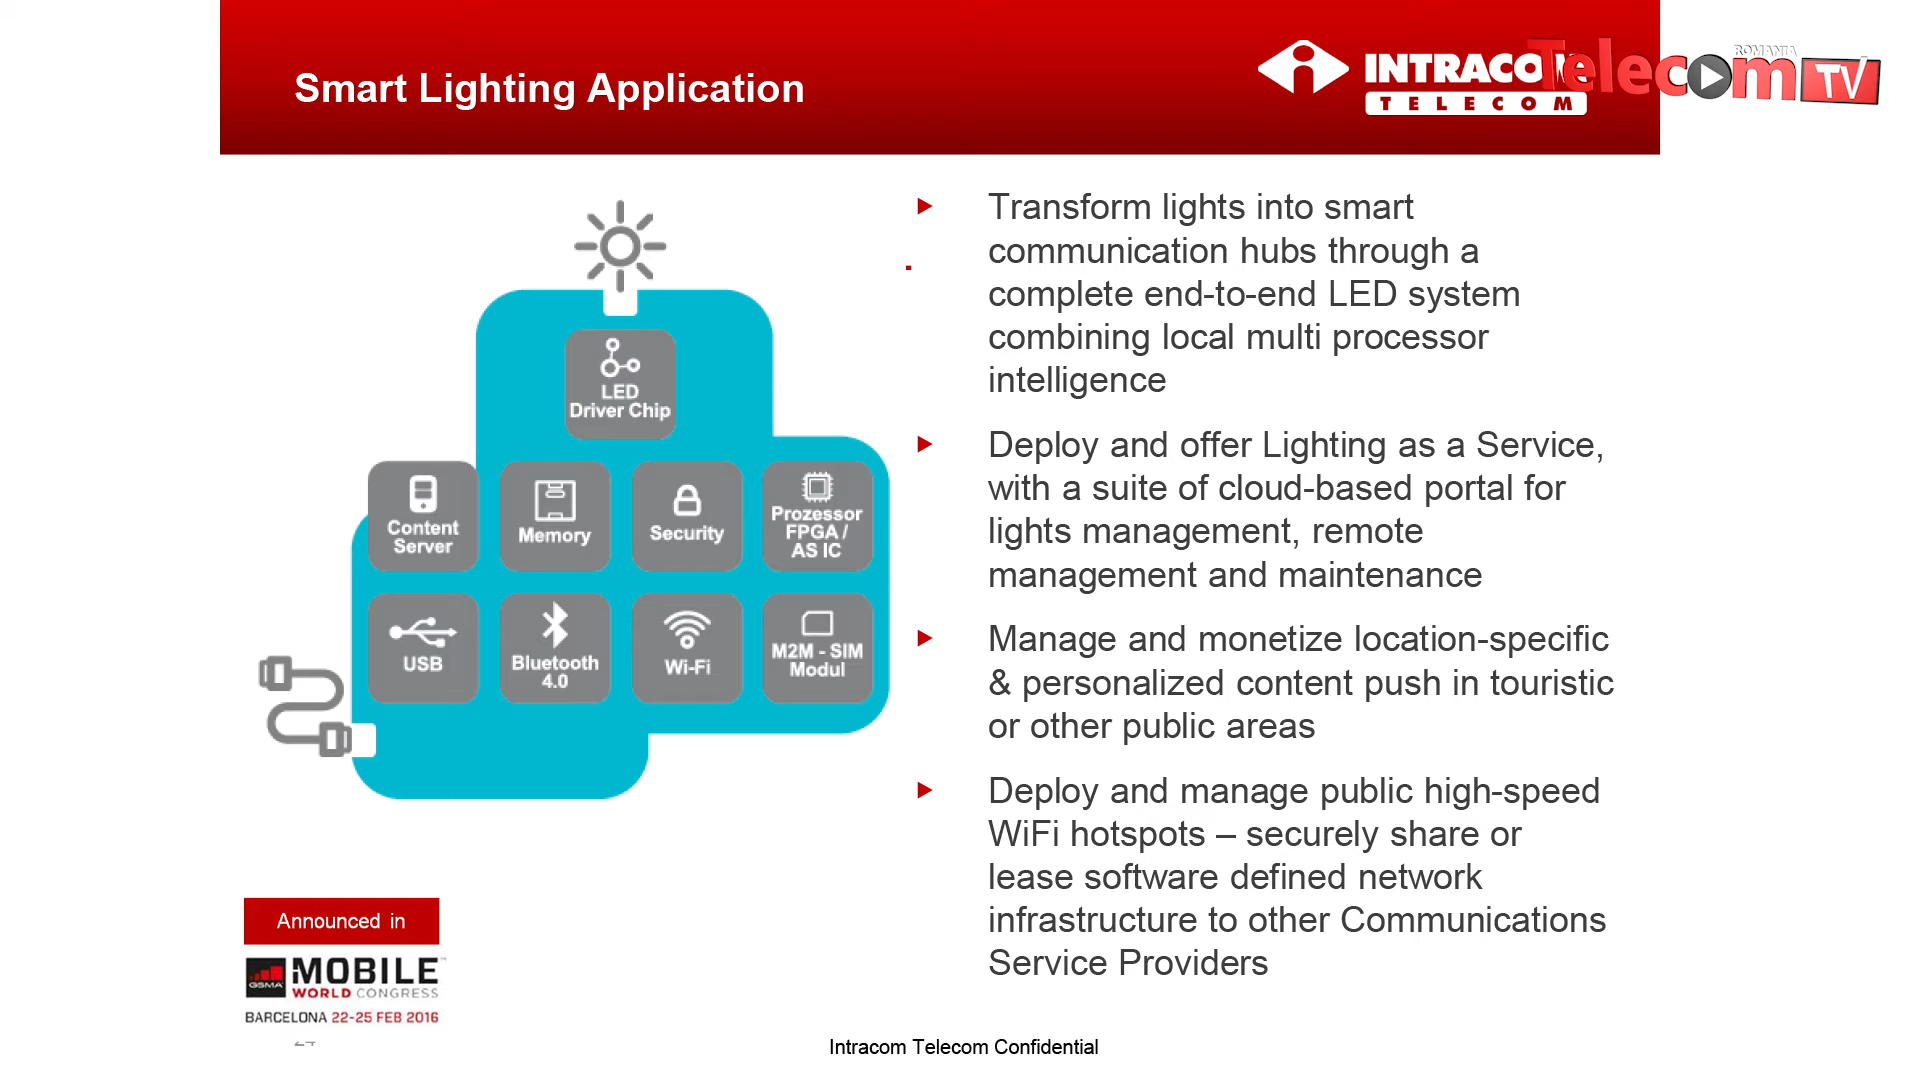 Smart Lighting Application
INTRACO
TELECOM
ROMANIA
Telecom TV
LED
Driver Chip
Content
Server
Memory
Security
Prozessor
FPGA /
AS IC
USB
Bluetooth
4.0
Wi-Fi
M2M - SIM
Modul
Transform lights into smart
communication hubs through a
complete end-to-end LED system
combining local multi processor
intelligence
Deploy and offer Lighting as a Service,
with a suite of cloud-based portal for
lights management, remote
management and maintenance
Manage and monetize location-specific
& personalized content push in touristic
or other public areas
Deploy and manage public high-speed
WiFi hotspots – securely share or
lease software defined network
infrastructure to other Communications
Service Providers
Announced in
GSMA
MOBILE
WORLD CONGRESS
BARCELONA 22-25 FEB 2016
Intracom Telecom Confidential